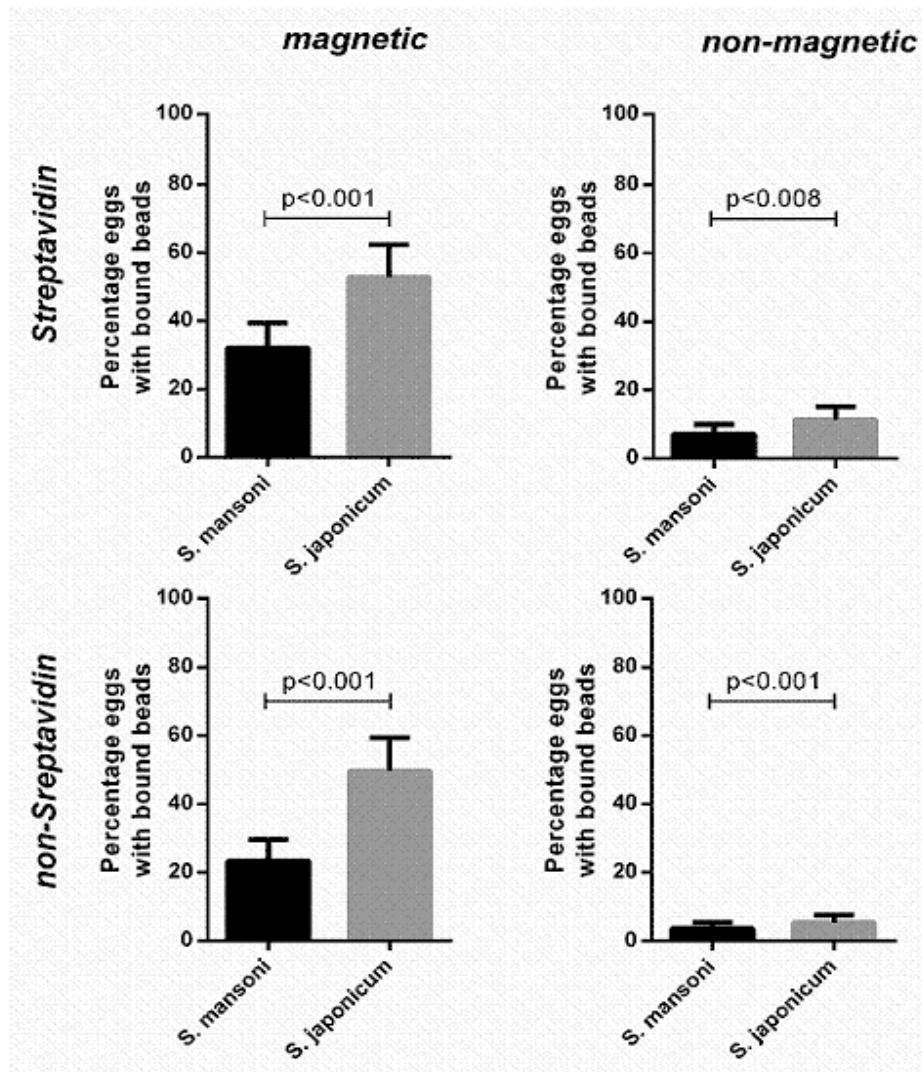 magnetic
non-magnetic
Streptavidin
Percentage eggs
with bound beads
100
80
60
40
20
0
p<0.001
S. mansoni
S. japonicum
Percentage eggs
with bound beads
100
80
60
40
20
0
p<0.008
S. mansoni
S. japonicum
non-Sreptavidin
Percentage eggs
with bound beads
100
80
60
40
20
0
p<0.001
S. mansoni
S. japonicum
Percentage eggs
with bound beads
100
80
60
40
20
0
p<0.001
S. mansoni
S. japonicum